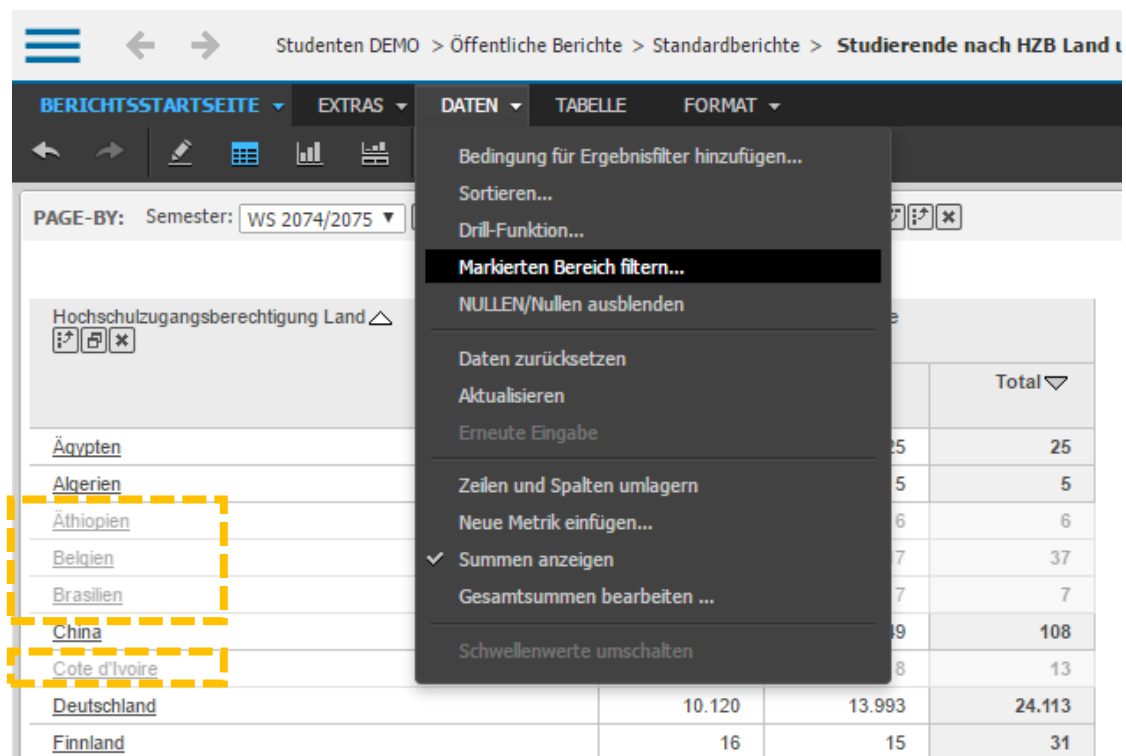 Studenten DEMO > Öffentliche Berichte > Standardberichte > Studierende nach HZB Land u
BERICHTSSTARTSEITE EXTRAS DATEN TABELLE FORMAT
PAGE-BY: Semester: WS 2074/2075
Bedingung für Ergebnisfilter hinzufügen...
Sortieren...
Drill-Funktion...
Markierten Bereich filtern...
NULLEN/Nullen ausblenden
Daten zurücksetzen
Aktualisieren
Erneute Eingabe
Zeilen und Spalten umlagern
Neue Metrik einfügen...
Summen anzeigen
Gesamtsummen bearbeiten ...
Schwellenwerte umschalten
Hochschulzugangsberechtigung Land
Total
Ägypten 25
Algerien 5 5
Äthiopien 6 6
Belgien 37
Brasilien 7 7
China 108
Cote d'Ivoire 8 13
Deutschland 10.120 13.993 24.113
Finnland 16 15 31